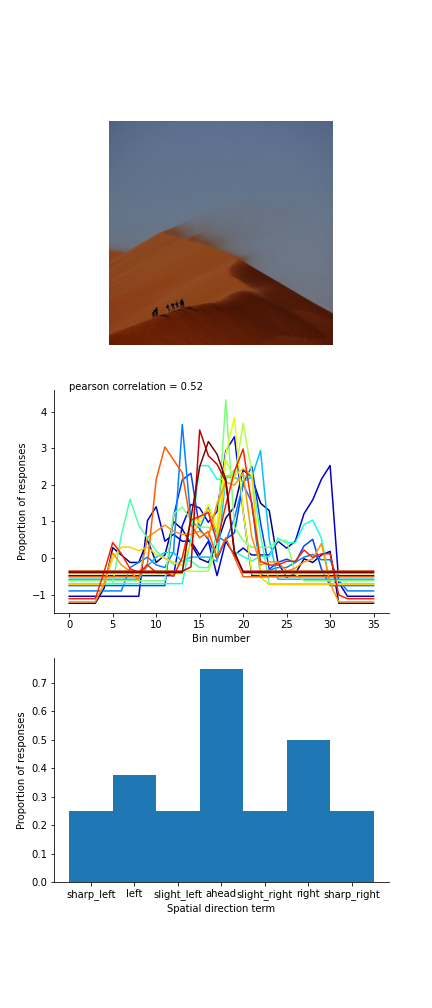 pearson correlation = 0.52
4
3
2
1
0
−1
Proportion of responses
0 5 10 15 20 25 30 35
Bin number
0.7
0.6
0.5
0.4
0.3
0.2
0.1
0.0
Proportion of responses
sharp_left left slight_left ahead slight_right right sharp_right
Spatial direction term